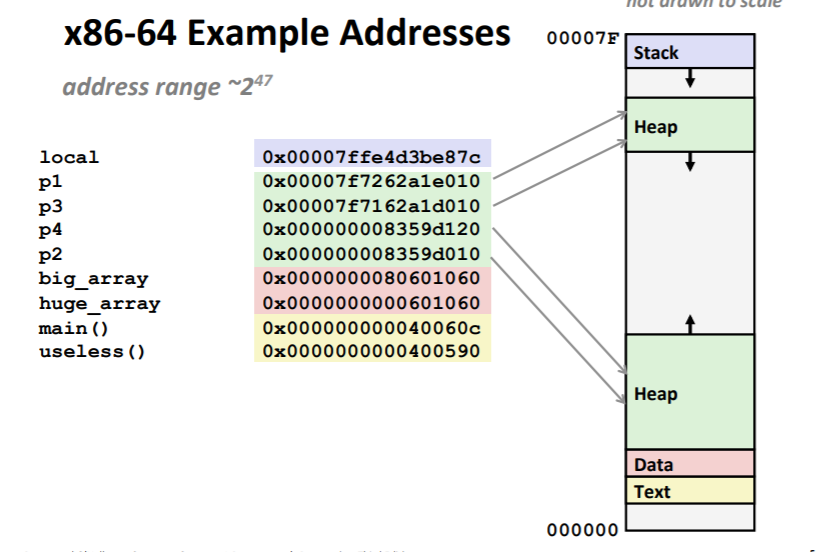 not drawn to scale
x86-64 Example Addresses
address range ~2^47
00007F
Stack
Heap
local 0x00007ffe4d3be87c
p1 0x00007f7262a1e010
p3 0x00007f7162a1d010
p4 0x000000008359d120
p2 0x000000008359d010
big_array 0x0000000080601060
huge_array 0x0000000000601060
main() 0x000000000040060c
useless() 0x0000000000400590
Heap
Data
Text
000000